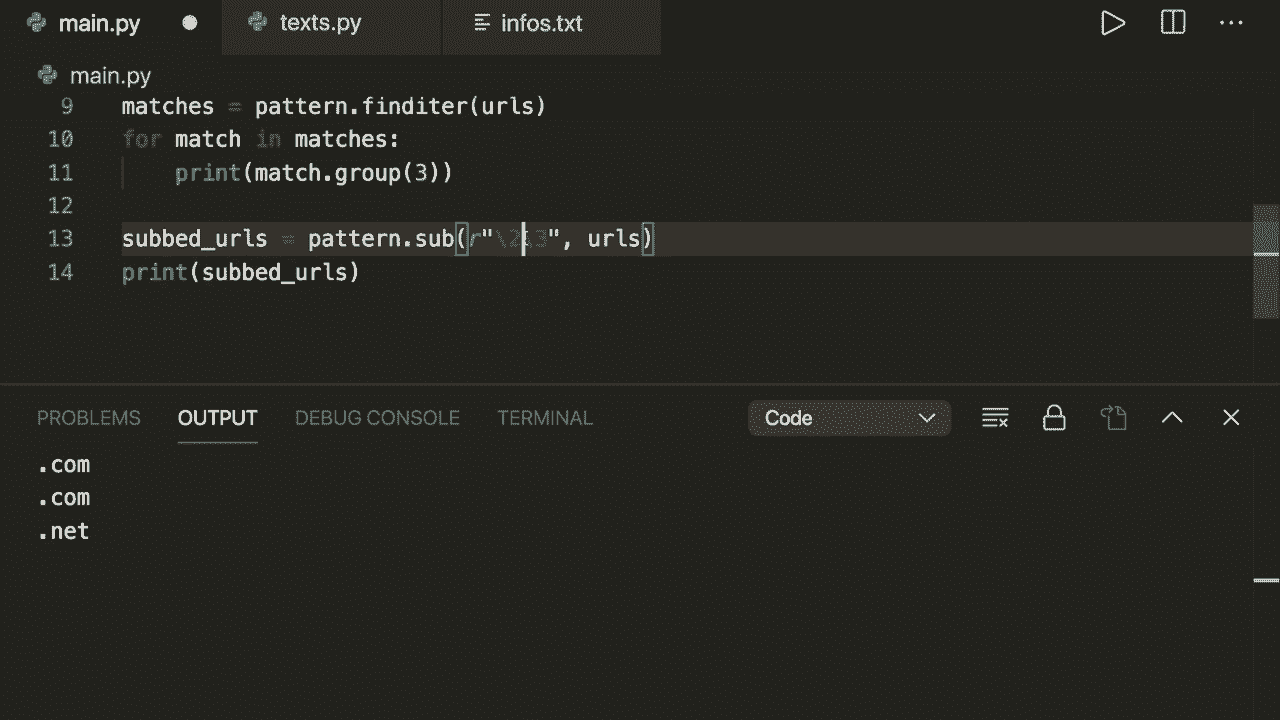 main.py texts.py infos.txt
main.py
9 matches = pattern.finditer(urls)
10 for match in matches:
11 print(match.group(3))
12
13 subbed_urls = pattern.sub(r"\2\3", urls)
14 print(subbed_urls)
PROBLEMS OUTPUT DEBUG CONSOLE TERMINAL Code
.com
.com
.net